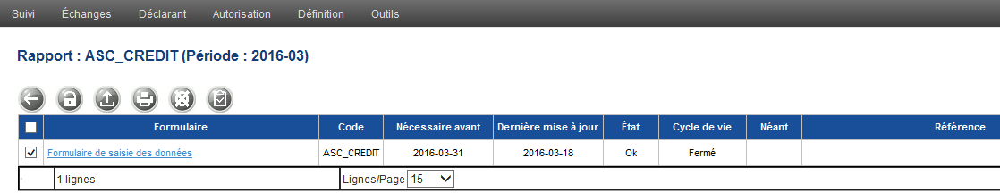 Suivi Échanges Déclarant Autorisation Définition Outils
Rapport : ASC_CREDIT (Période : 2016-03)
Formulaire Code Nécessaire avant Dernière mise à jour État Cycle de vie Néant Référence
Formulaire de saisie des données ASC_CREDIT 2016-03-31 2016-03-18 Ok Fermé
1 lignes Lignes/Page 15